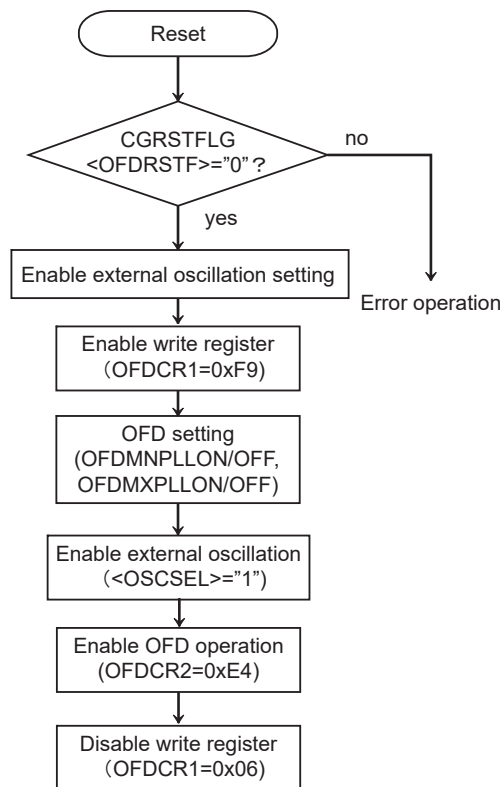 Reset
CGRSTFLG
<OFDRSTF>=”0”？
no
yes
Enable external oscillation setting
Error operation
Enable write register
（OFDCR1=0xF9)
OFD setting
(OFDMNPLLON/OFF,
OFDMXPLLON/OFF)
Enable external oscillation
（<OSCSEL>=”1”)
Enable OFD operation
(OFDCR2=0xE4)
Disable write register
（OFDCR1=0x06)